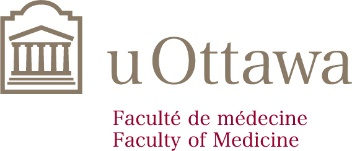 uOttawa
Faculté de médecine
Faculty of Medicine